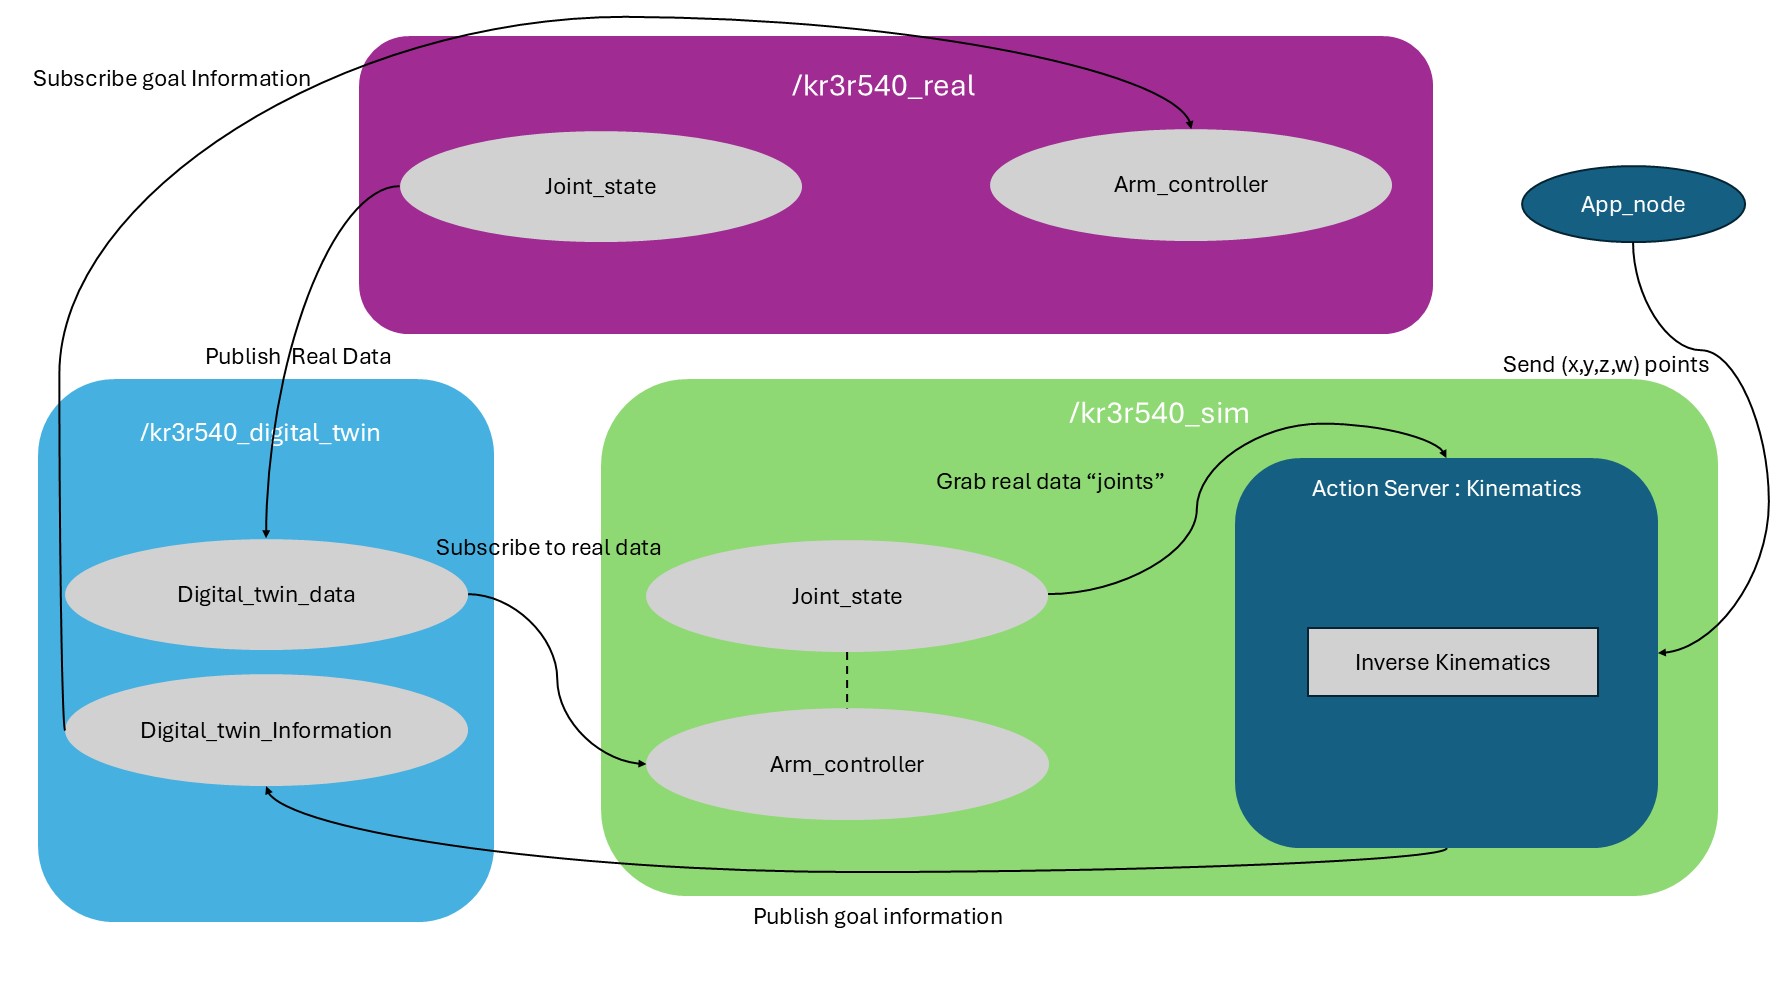 Subscribe goal Information
/kr3r540_real
Joint_state
Arm_controller
App_node
Publish Real Data
Send (x,y,z,w) points
/kr3r540_digital_twin
/kr3r540_sim
Grab real data “joints”
Action Server : Kinematics
Subscribe to real data
Digital_twin_data
Joint_state
Inverse Kinematics
Digital_twin_Information
Arm_controller
Publish goal information